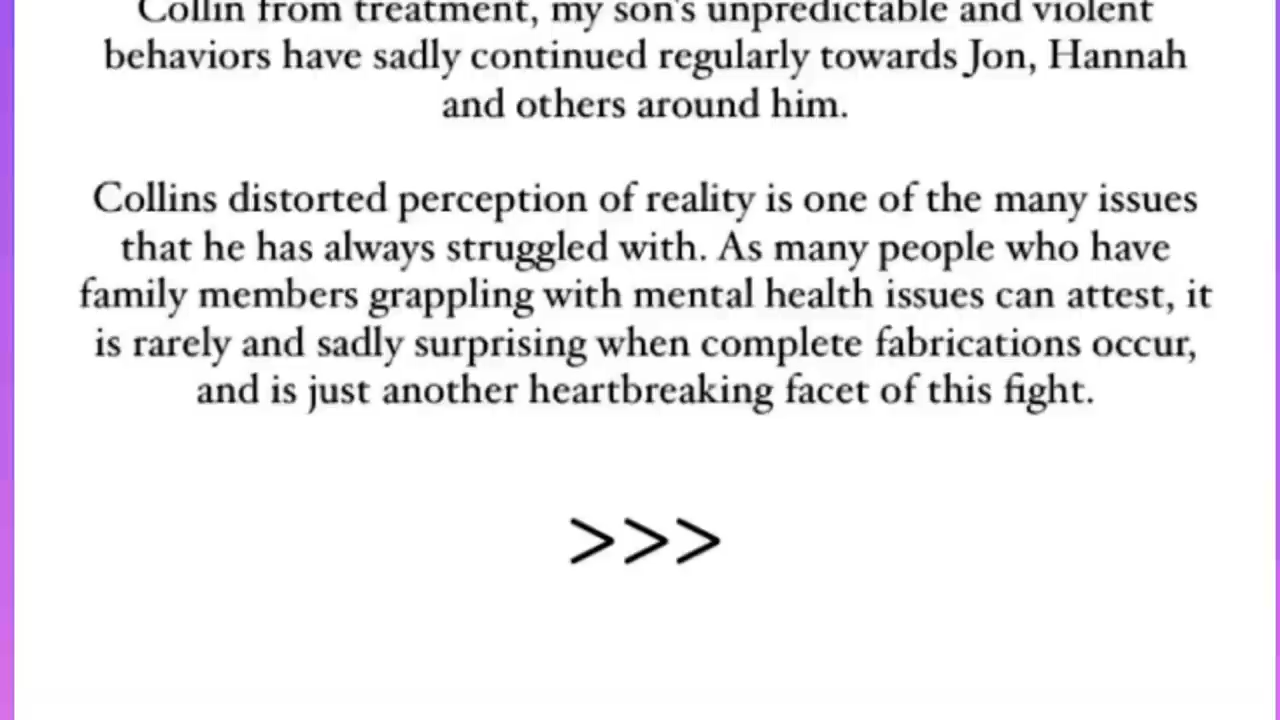 Collin from treatment, my son's unpredictable and violent
behaviors have sadly continued regularly towards Jon, Hannah
and others around him.
Collins distorted perception of reality is one of the many issues
that he has always struggled with. As many people who have
family members grappling with mental health issues can attest, it
is rarely and sadly surprising when complete fabrications occur,
and is just another heartbreaking facet of this fight.
>>>